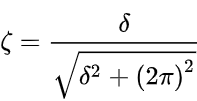 ζ = δ / √(δ² + (2π)²)